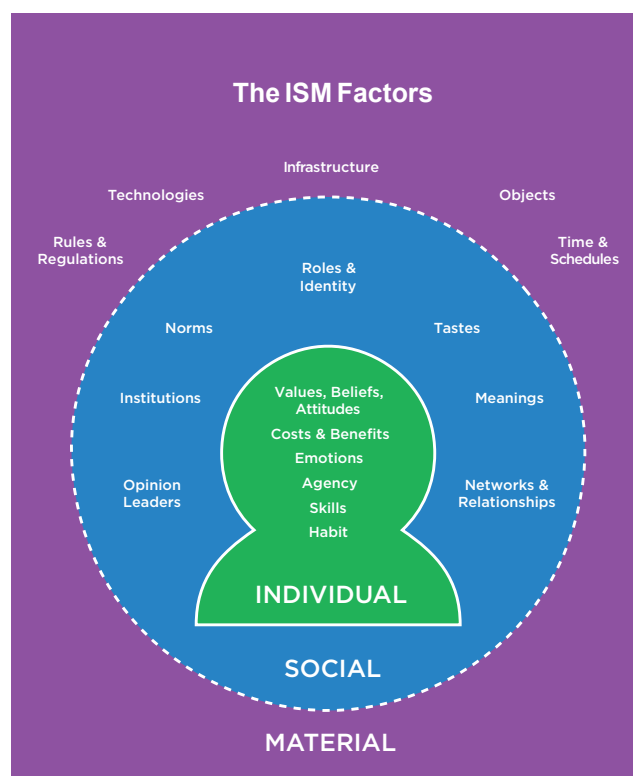 The ISM Factors
Infrastructure
Technologies
Objects
Rules &
Regulations
Time &
Schedules
Roles &
Identity
Norms
Tastes
Institutions
Meanings
Opinion
Leaders
Networks &
Relationships
Values, Beliefs,
Attitudes
Costs & Benefits
Emotions
Agency
Skills
Habit
INDIVIDUAL
SOCIAL
MATERIAL